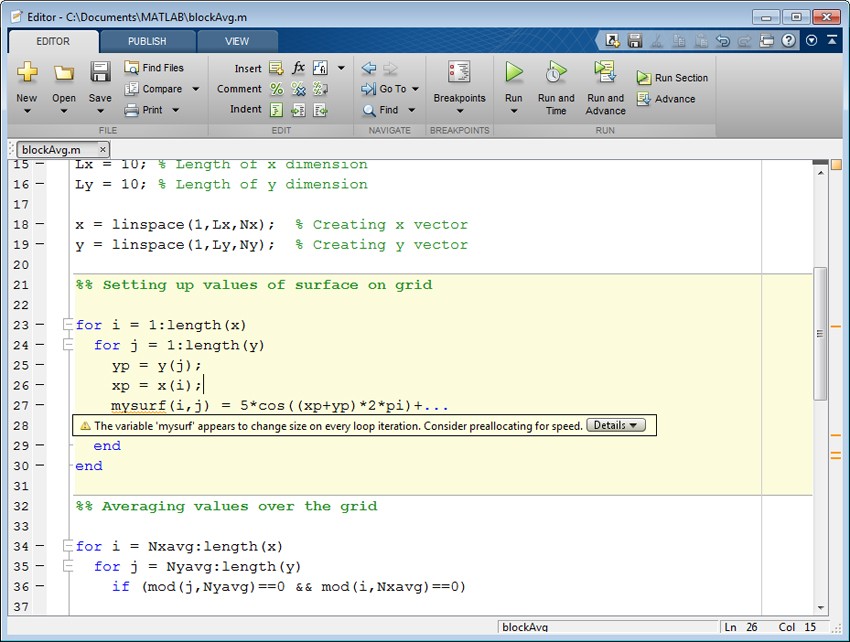 Editor - C:\Documents\MATLAB\blockAvg.m
EDITOR PUBLISH VIEW
New Open Save Find Files Compare Print
FILE
Insert fx
Comment
Indent
EDIT
Go To
Find
NAVIGATE
Breakpoints
BREAKPOINTS
Run Run and Time Run and Advance Run Section Advance
RUN
blockAvg.m
15 Lx = 10; % Length of x dimension
16 Ly = 10; % Length of y dimension
17
18 x = linspace(1,Lx,Nx); % Creating x vector
19 y = linspace(1,Ly,Ny); % Creating y vector
20
21 %% Setting up values of surface on grid
22
23 for i = 1:length(x)
24 for j = 1:length(y)
25 yp = y(j);
26 xp = x(i);
27 mysurf(i,j) = 5*cos((xp+yp)*2*pi)+...
28 The variable 'mysurf' appears to change size on every loop iteration. Consider preallocating for speed. Details
29 end
30 end
31
32 %% Averaging values over the grid
33
34 for i = Nxavg:length(x)
35 for j = Nyavg:length(y)
36 if (mod(j,Nyavg)==0 && mod(i,Nxavg)==0)
37
blockAvg Ln 26 Col 15